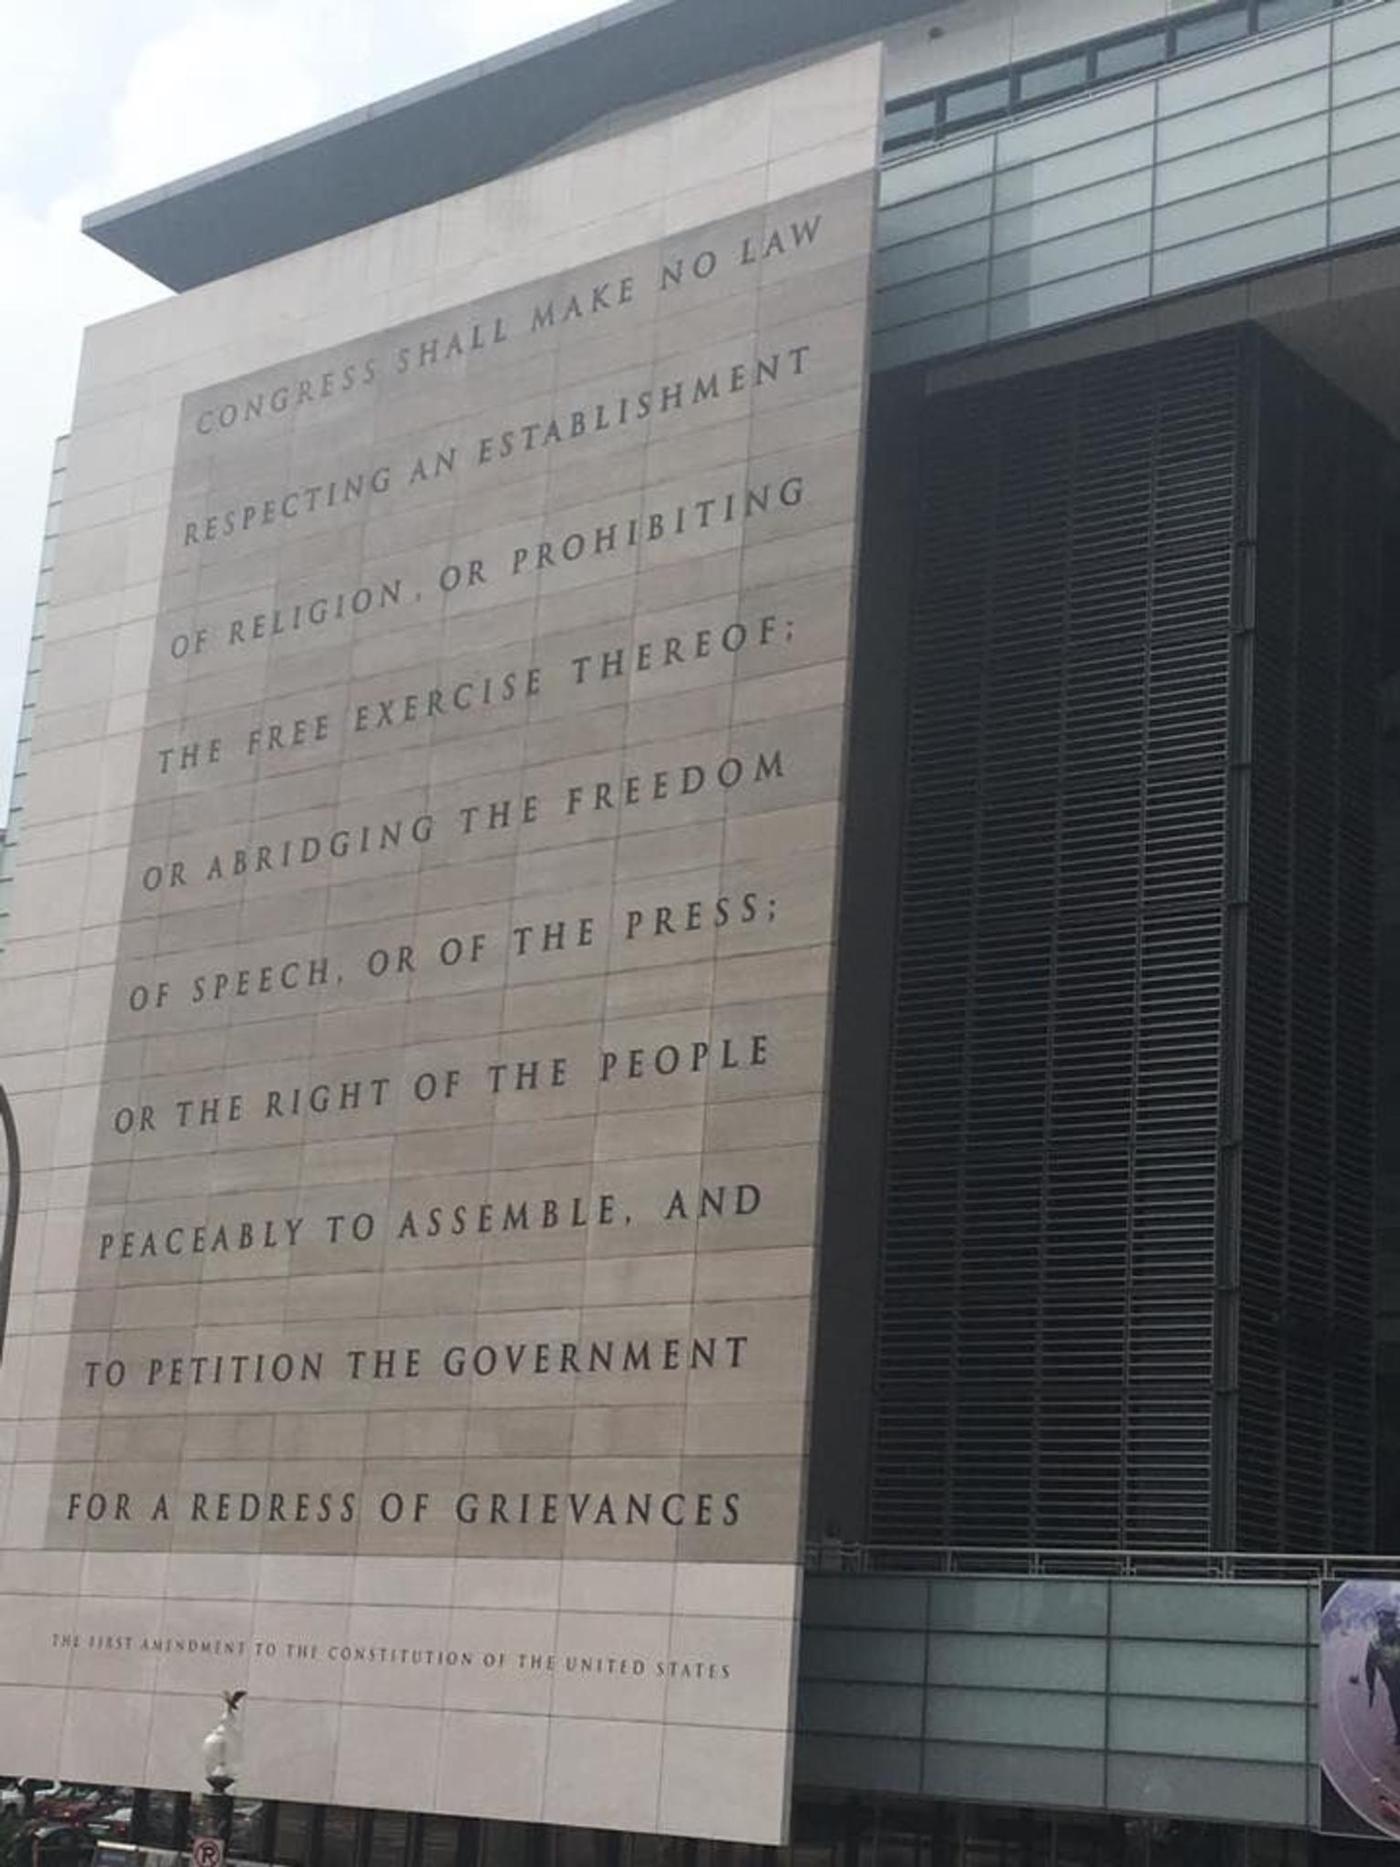 CONGRESS SHALL MAKE NO LAW
RESPECTING AN ESTABLISHMENT
OF RELIGION, OR PROHIBITING
THE FREE EXERCISE THEREOF;
OR ABRIDGING THE FREEDOM
OF SPEECH, OR OF THE PRESS;
OR THE RIGHT OF THE PEOPLE
PEACEABLY TO ASSEMBLE, AND
TO PETITION THE GOVERNMENT
FOR A REDRESS OF GRIEVANCES
THE FIRST AMENDMENT TO THE CONSTITUTION OF THE UNITED STATES
P